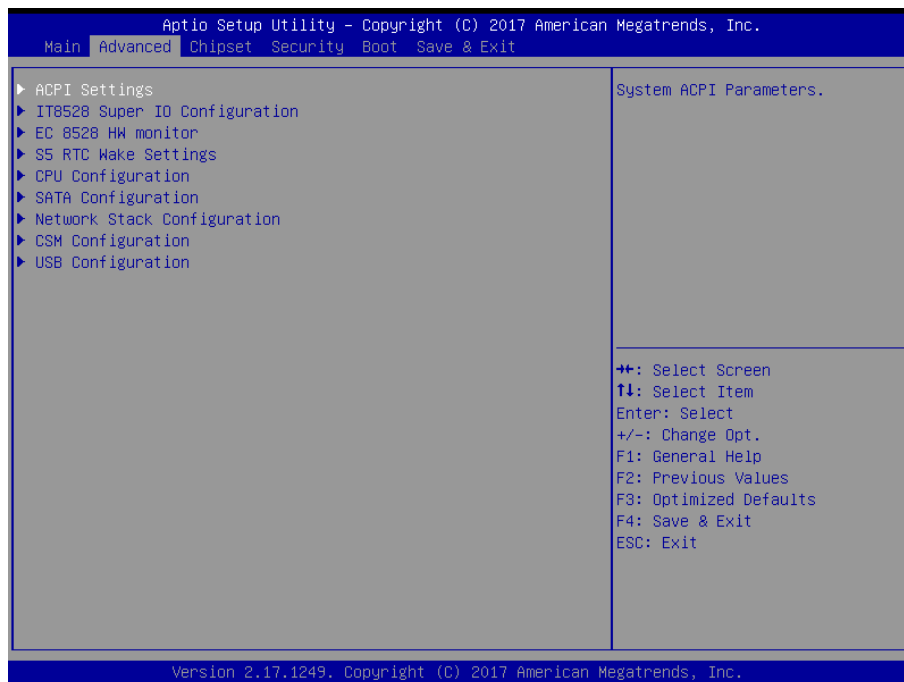 Aptio Setup Utility – Copyright (C) 2017 American Megatrends, Inc.
Main Advanced Chipset Security Boot Save & Exit
▶ ACPI Settings
▶ IT8528 Super IO Configuration
▶ EC 8528 HW monitor
▶ S5 RTC Wake Settings
▶ CPU Configuration
▶ SATA Configuration
▶ Network Stack Configuration
▶ CSM Configuration
▶ USB Configuration
System ACPI Parameters.
→←: Select Screen
↑↓: Select Item
Enter: Select
+/-: Change Opt.
F1: General Help
F2: Previous Values
F3: Optimized Defaults
F4: Save & Exit
ESC: Exit
Version 2.17.1249. Copyright (C) 2017 American Megatrends, Inc.